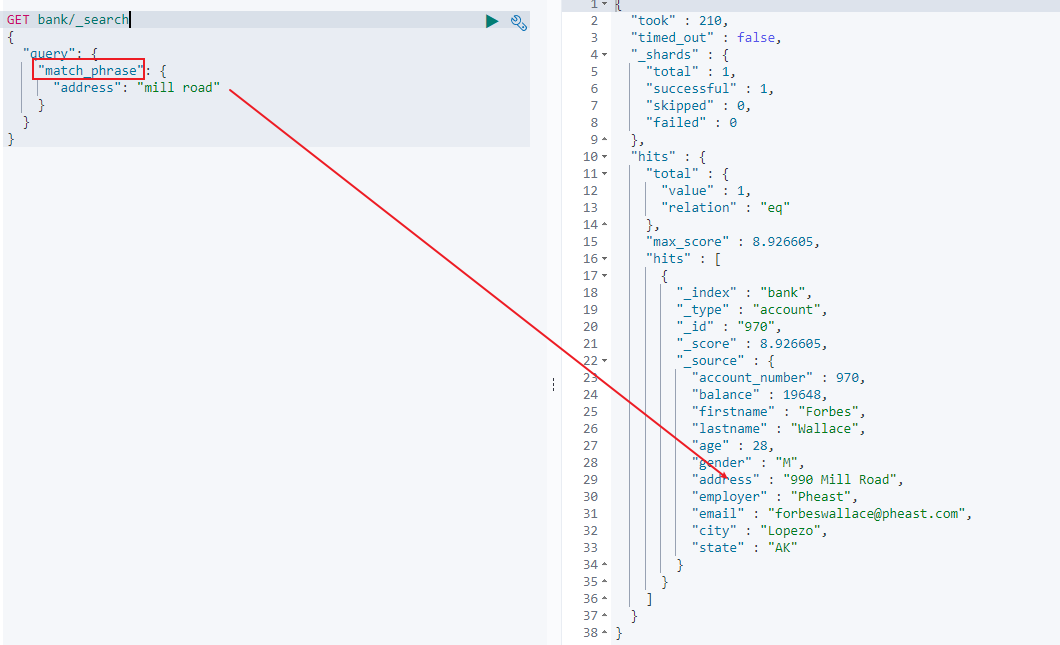 GET bank/_search
{
"query": {
"match_phrase": {
"address": "mill road"
}
}
}
1 {
2 "took" : 210,
3 "timed_out" : false,
4 "_shards" : {
5 "total" : 1,
6 "successful" : 1,
7 "skipped" : 0,
8 "failed" : 0
9 },
10 "hits" : {
11 "total" : {
12 "value" : 1,
13 "relation" : "eq"
14 },
15 "max_score" : 8.926605,
16 "hits" : [
17 {
18 "_index" : "bank",
19 "_type" : "account",
20 "_id" : "970",
21 "_score" : 8.926605,
22 "_source" : {
23 "account_number" : 970,
24 "balance" : 19648,
25 "firstname" : "Forbes",
26 "lastname" : "Wallace",
27 "age" : 28,
28 "gender" : "M",
29 "address" : "990 Mill Road",
30 "employer" : "Pheast",
31 "email" : "forbeswallace@pheast.com",
32 "city" : "Lopezo",
33 "state" : "AK"
34 }
35 }
36 ]
37 }
38 }